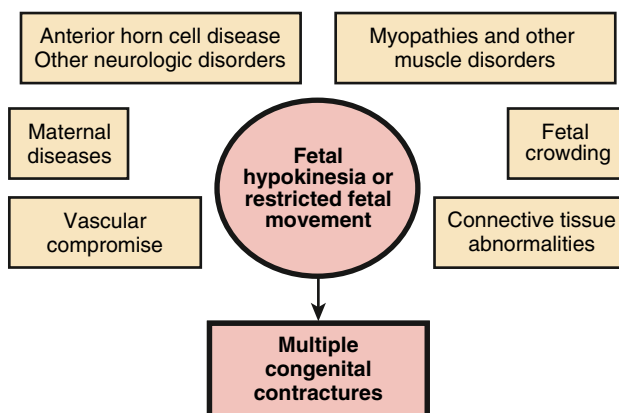 Anterior horn cell disease
Other neurologic disorders
Myopathies and other
muscle disorders
Maternal
diseases
Fetal
hypokinesia or
restricted fetal
movement
Fetal
crowding
Vascular
compromise
Connective tissue
abnormalities
Multiple
congenital
contractures